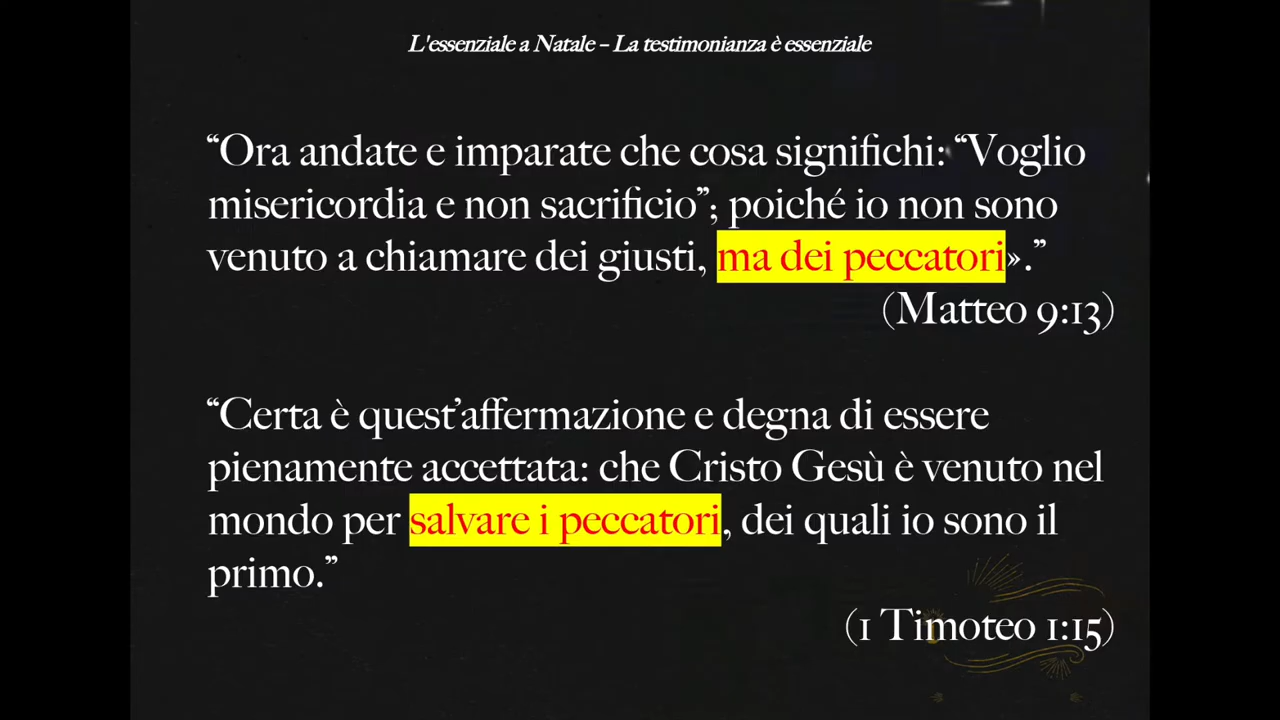 L'essenziale a Natale – La testimonianza è essenziale
“Ora andate e imparate che cosa significhi: “Voglio
misericordia e non sacrificio”; poiché io non sono
venuto a chiamare dei giusti, ma dei peccatori».”
(Matteo 9:13)
“Certa è quest’affermazione e degna di essere
pienamente accettata: che Cristo Gesù è venuto nel
mondo per salvare i peccatori, dei quali io sono il
primo.”
(1 Timoteo 1:15)